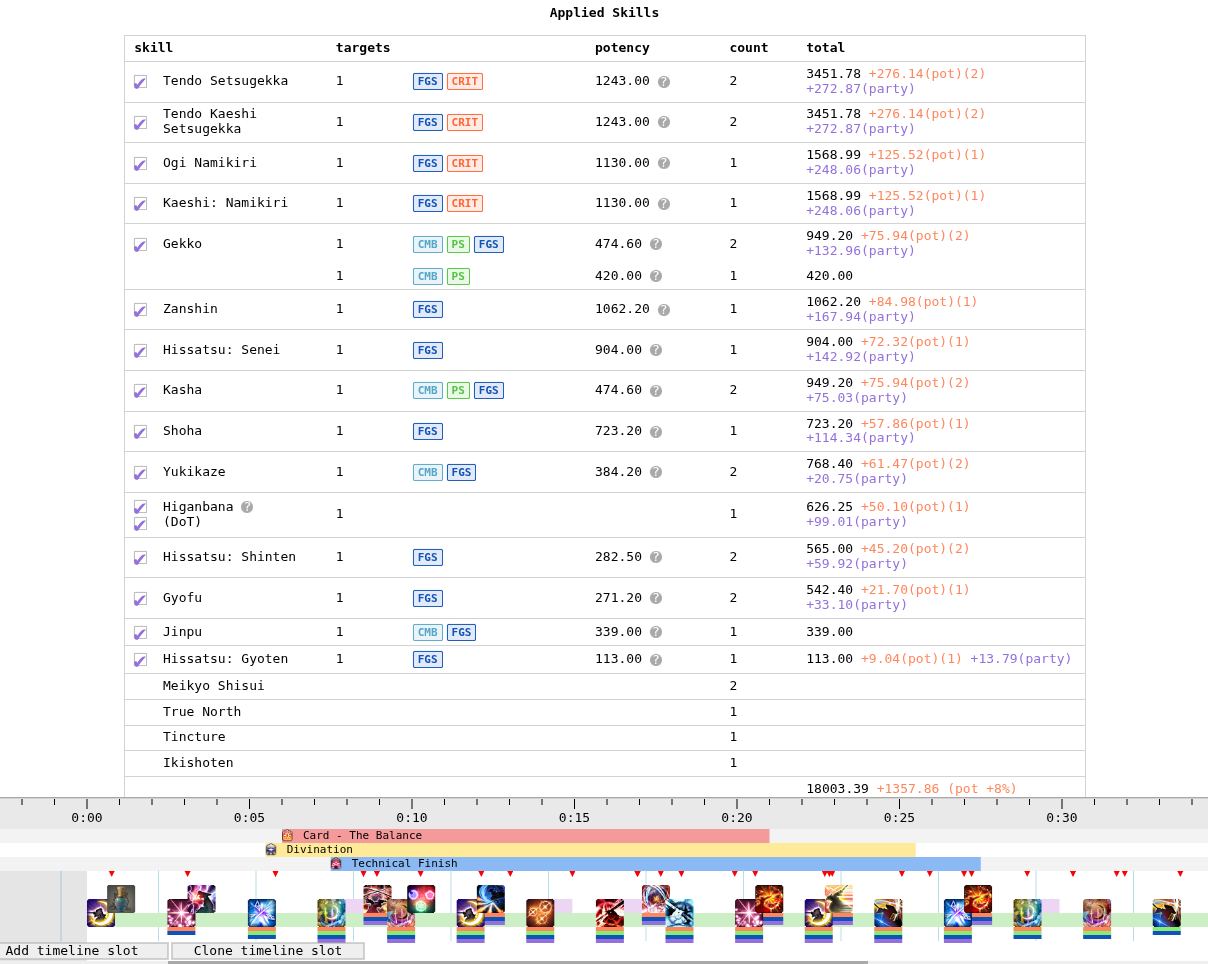 Applied Skills
skill targets potency count total
Tendo Setsugekka 1 FGS CRIT 1243.00 ? 2 3451.78 +276.14(pot)(2)
+272.87(party)
Tendo Kaeshi
Setsugekka 1 FGS CRIT 1243.00 ? 2 3451.78 +276.14(pot)(2)
+272.87(party)
Ogi Namikiri 1 FGS CRIT 1130.00 ? 1 1568.99 +125.52(pot)(1)
+248.06(party)
Kaeshi: Namikiri 1 FGS CRIT 1130.00 ? 1 1568.99 +125.52(pot)(1)
+248.06(party)
Gekko 1 CMB PS FGS 474.60 ? 2 949.20 +75.94(pot)(2)
+132.96(party)
1 CMB PS 420.00 ? 1 420.00
Zanshin 1 FGS 1062.20 ? 1 1062.20 +84.98(pot)(1)
+167.94(party)
Hissatsu: Senei 1 FGS 904.00 ? 1 904.00 +72.32(pot)(1)
+142.92(party)
Kasha 1 CMB PS FGS 474.60 ? 2 949.20 +75.94(pot)(2)
+75.03(party)
Shoha 1 FGS 723.20 ? 1 723.20 +57.86(pot)(1)
+114.34(party)
Yukikaze 1 CMB FGS 384.20 ? 2 768.40 +61.47(pot)(2)
+20.75(party)
Higanbana ?
(DoT) 1 1 626.25 +50.10(pot)(1)
+99.01(party)
Hissatsu: Shinten 1 FGS 282.50 ? 2 565.00 +45.20(pot)(2)
+59.92(party)
Gyofu 1 FGS 271.20 ? 2 542.40 +21.70(pot)(1)
+33.10(party)
Jinpu 1 CMB FGS 339.00 ? 1 339.00
Hissatsu: Gyoten 1 FGS 113.00 ? 1 113.00 +9.04(pot)(1) +13.79(party)
Meikyo Shisui 2
True North 1
Tincture 1
Ikishoten 1
18003.39 +1357.86 (pot +8%)
0:00 0:05 0:10 0:15 0:20 0:25 0:30
Card - The Balance
Divination
Technical Finish
Add timeline slot Clone timeline slot